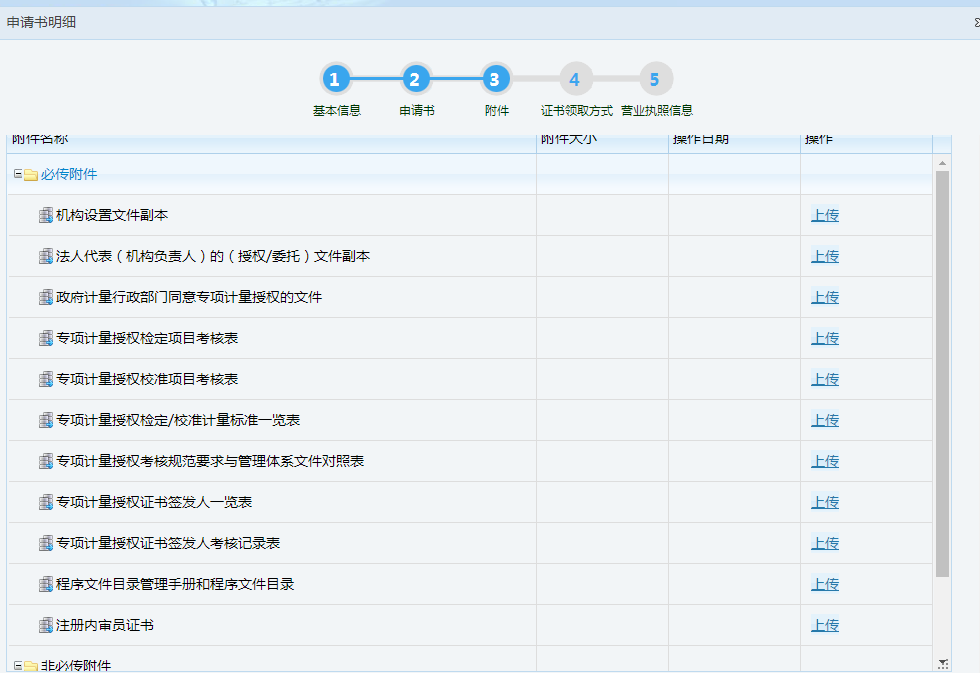 申请书明细
1 2 3 4 5
基本信息 申请书 附件 证书领取方式 营业执照信息
附件名称 附件大小 操作日期 操作
必传附件
机构设置文件副本 上传
法人代表（机构负责人）的（授权/委托）文件副本 上传
政府计量行政部门同意专项计量授权的文件 上传
专项计量授权检定项目考核表 上传
专项计量授权校准项目考核表 上传
专项计量授权检定/校准计量标准一览表 上传
专项计量授权考核规范要求与管理体系文件对照表 上传
专项计量授权证书签发人一览表 上传
专项计量授权证书签发人考核记录表 上传
程序文件目录管理手册和程序文件目录 上传
注册内审员证书 上传
非必传附件